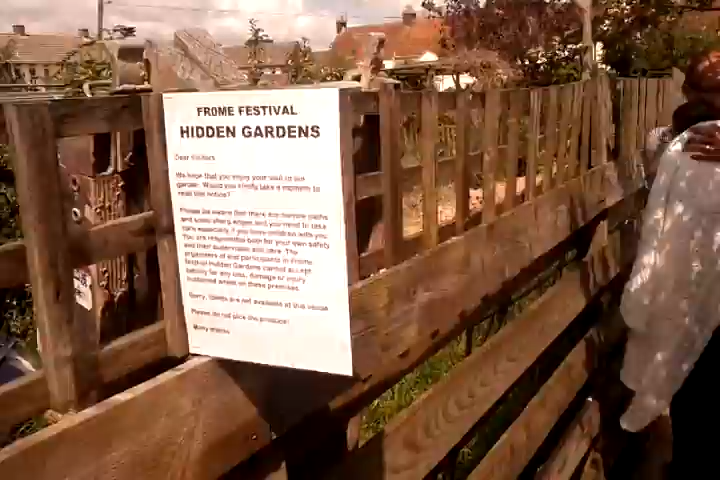 FROME FESTIVAL
HIDDEN GARDENS
Dear Visitors
We hope that you enjoy your visit to our
garden. Would you kindly take a moment to
read this notice?
Please be aware that there are narrow paths
and some sharp edges and you need to take
care especially if you have children with you.
You are responsible both for your own safety
and their supervision and care. The
organisers of and participants in Frome
Festival Hidden Gardens cannot accept
liability for any loss, damage or injury
sustained whilst on these premises.
Sorry, toilets are not available at this venue
Please do not pick the produce!
Many thanks